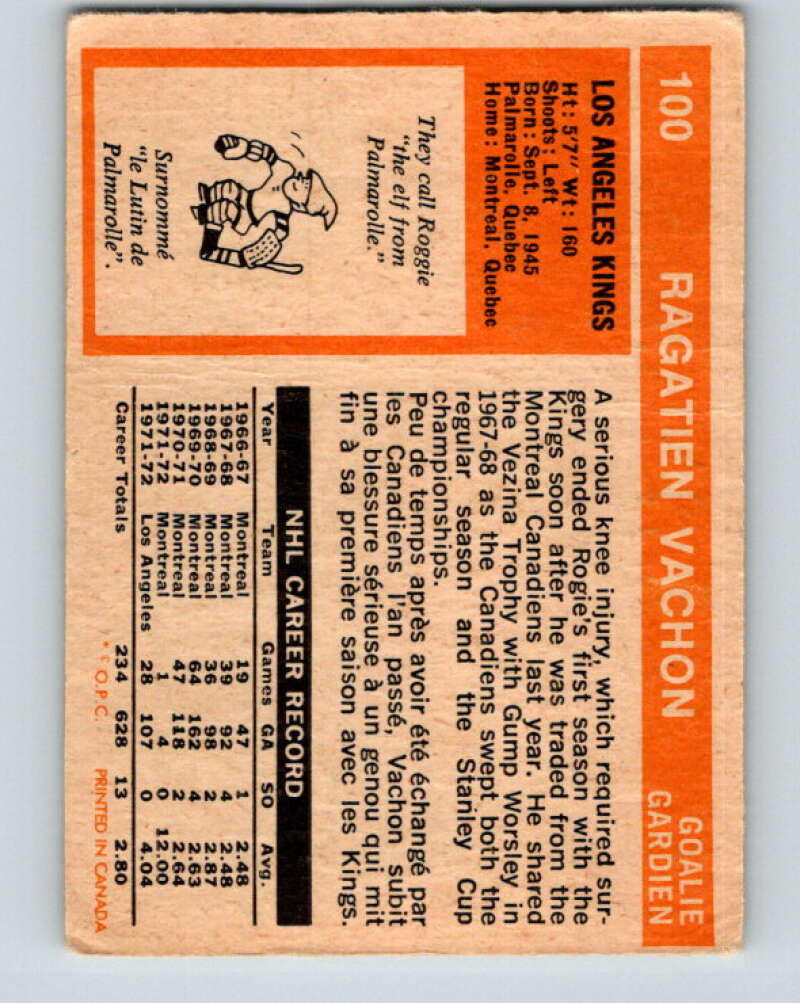 100 RAGATIEN VACHON GOALIE
GARDIEN
LOS ANGELES KINGS
Ht: 5'7" Wt: 160
Shoots: Left
Born: Sept. 8, 1945
Palmarolle, Quebec
Home: Montreal, Quebec
They call Roggie
"the elf from
Palmarolle."
Surnommé
"le Lutin de
Palmarolle".
A serious knee injury, which required sur-
gery ended Rogie's first season with the
Kings soon after he was traded from the
Montreal Canadiens last year. He shared
the Vezina Trophy with Gump Worsley in
1967-68 as the Canadiens swept both the
regular season and the Stanley Cup
championships.
Peu de temps après avoir été échangé par
les Canadiens l'an passé, Vachon subit
une blessure sérieuse à un genou qui mit
fin à sa première saison avec les Kings.
NHL CAREER RECORD
Year Team Games GA SO Avg.
1966-67 Montreal 19 47 1 2.48
1967-68 Montreal 39 92 4 2.48
1968-69 Montreal 36 98 2 2.87
1969-70 Montreal 64 162 4 2.63
1970-71 Montreal 47 118 2 2.64
1971-72 Montreal 1 4 0 12.00
1971-72 Los Angeles 28 107 0 4.04
Career Totals 234 628 13 2.80
* © O.P.C. PRINTED IN CANADA